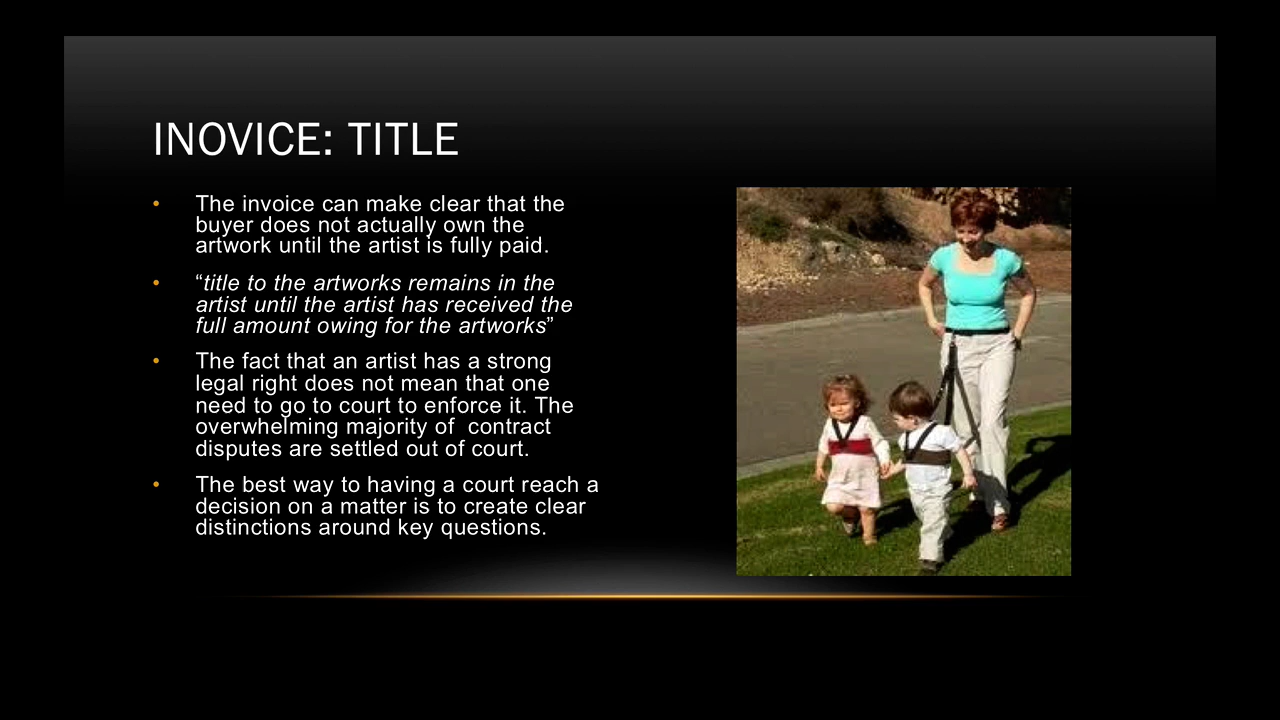 INOVICE: TITLE
• The invoice can make clear that the
buyer does not actually own the
artwork until the artist is fully paid.
• “title to the artworks remains in the
artist until the artist has received the
full amount owing for the artworks”
• The fact that an artist has a strong
legal right does not mean that one
need to go to court to enforce it. The
overwhelming majority of  contract
disputes are settled out of court.
• The best way to having a court reach a
decision on a matter is to create clear
distinctions around key questions.